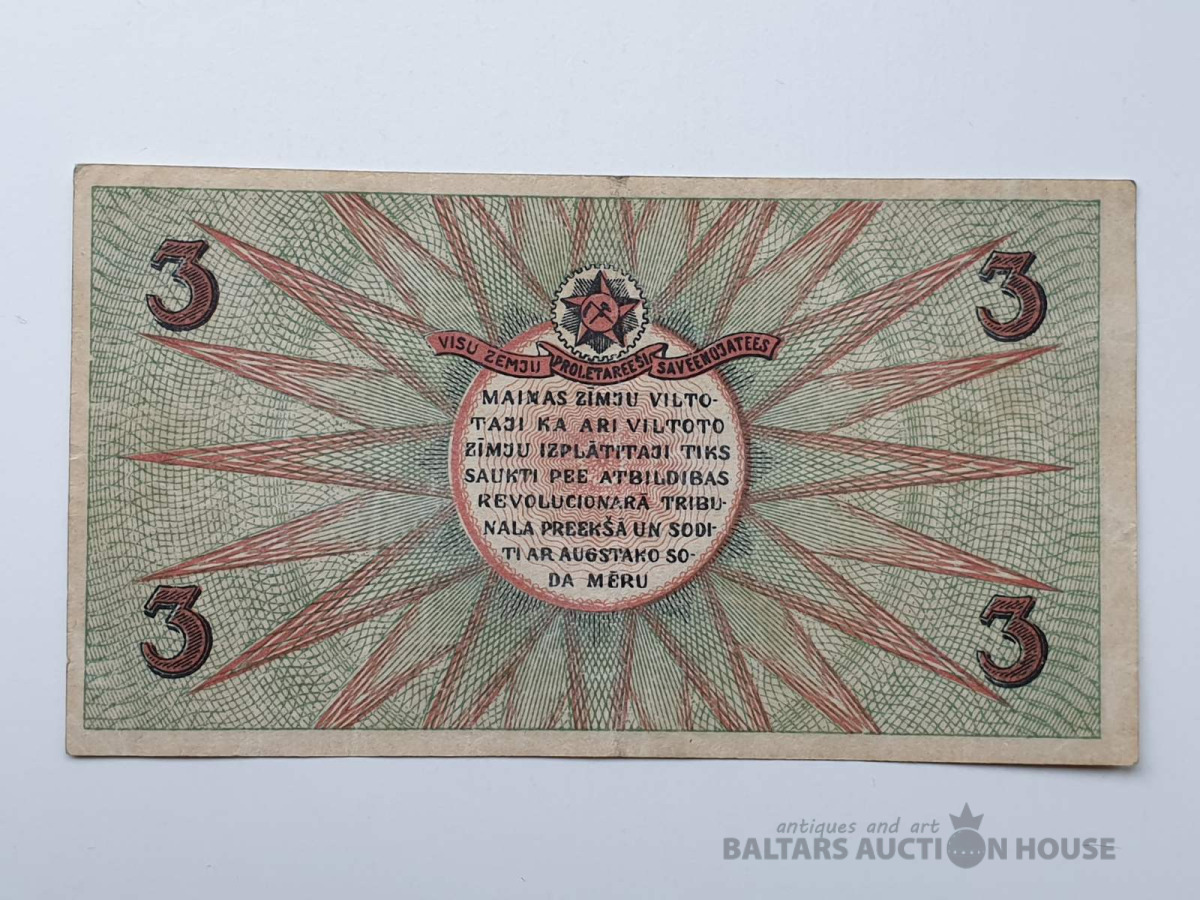 3 3
VISU ZEMJU PROLETAREEŠI SAVEENOJATEES
MAIŅAS ZĪMJU VILTO-
TAJI KA ARI VILTOTO
ZĪMJU IZPLĀTITAJI TIKS
SAUKTI PEE ATBILDIBAS
REVOLUCIONARĀ TRIBU-
NALA PREEKŠĀ UN SODI-
TI AR AUGSTAKO SO-
DA MĒRU
3 3
antiques and art
BALTARS AUCTION HOUSE